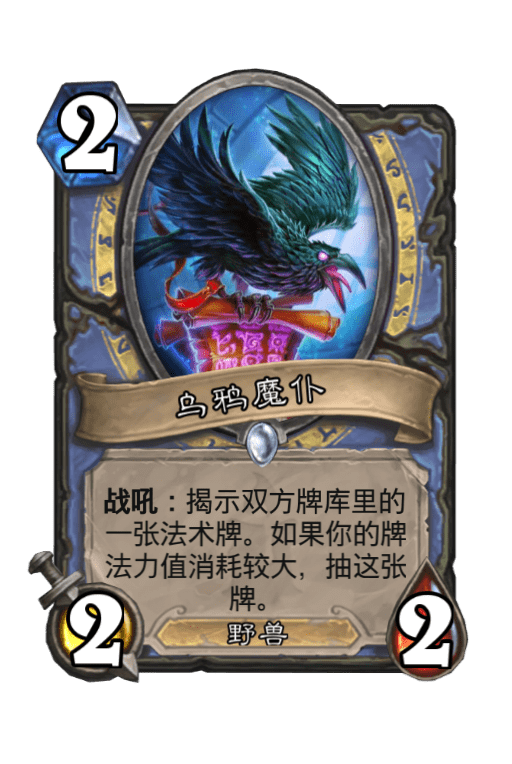 2
乌鸦魔仆
战吼：揭示双方牌库里的
一张法术牌。如果你的牌
法力值消耗较大，抽这张
牌。
野兽
2
2